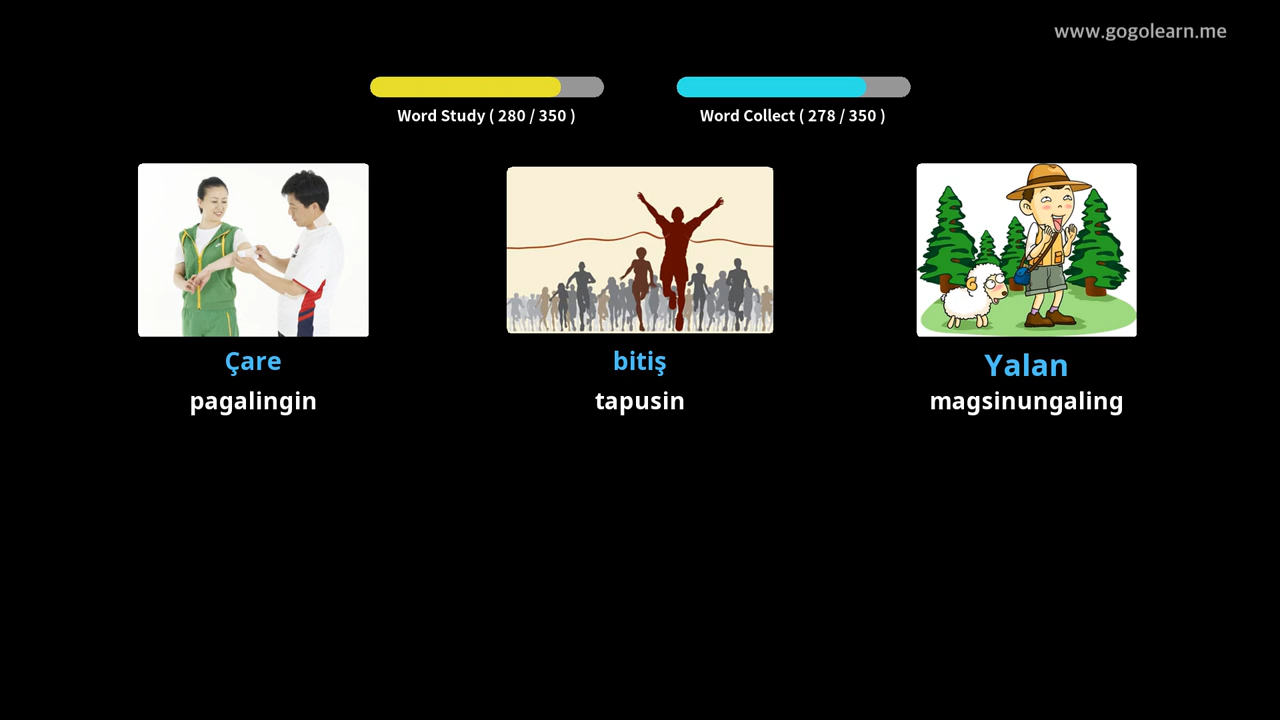 www.gogolearn.me
Word Study ( 280 / 350 )
Word Collect ( 278 / 350 )
Çare
bitiş
Yalan
pagalingin
tapusin
magsinungaling